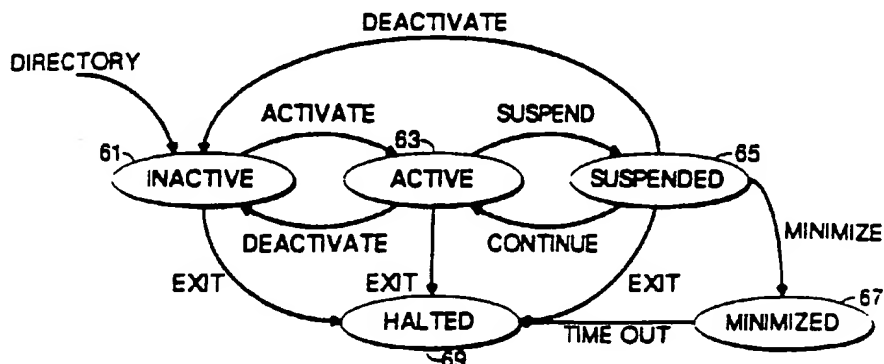 DEACTIVATE
DIRECTORY
ACTIVATE
SUSPEND
61
63
65
INACTIVE
ACTIVE
SUSPENDED
DEACTIVATE
CONTINUE
MINIMIZE
EXIT
EXIT
EXIT
67
HALTED
TIME OUT
MINIMIZED
69